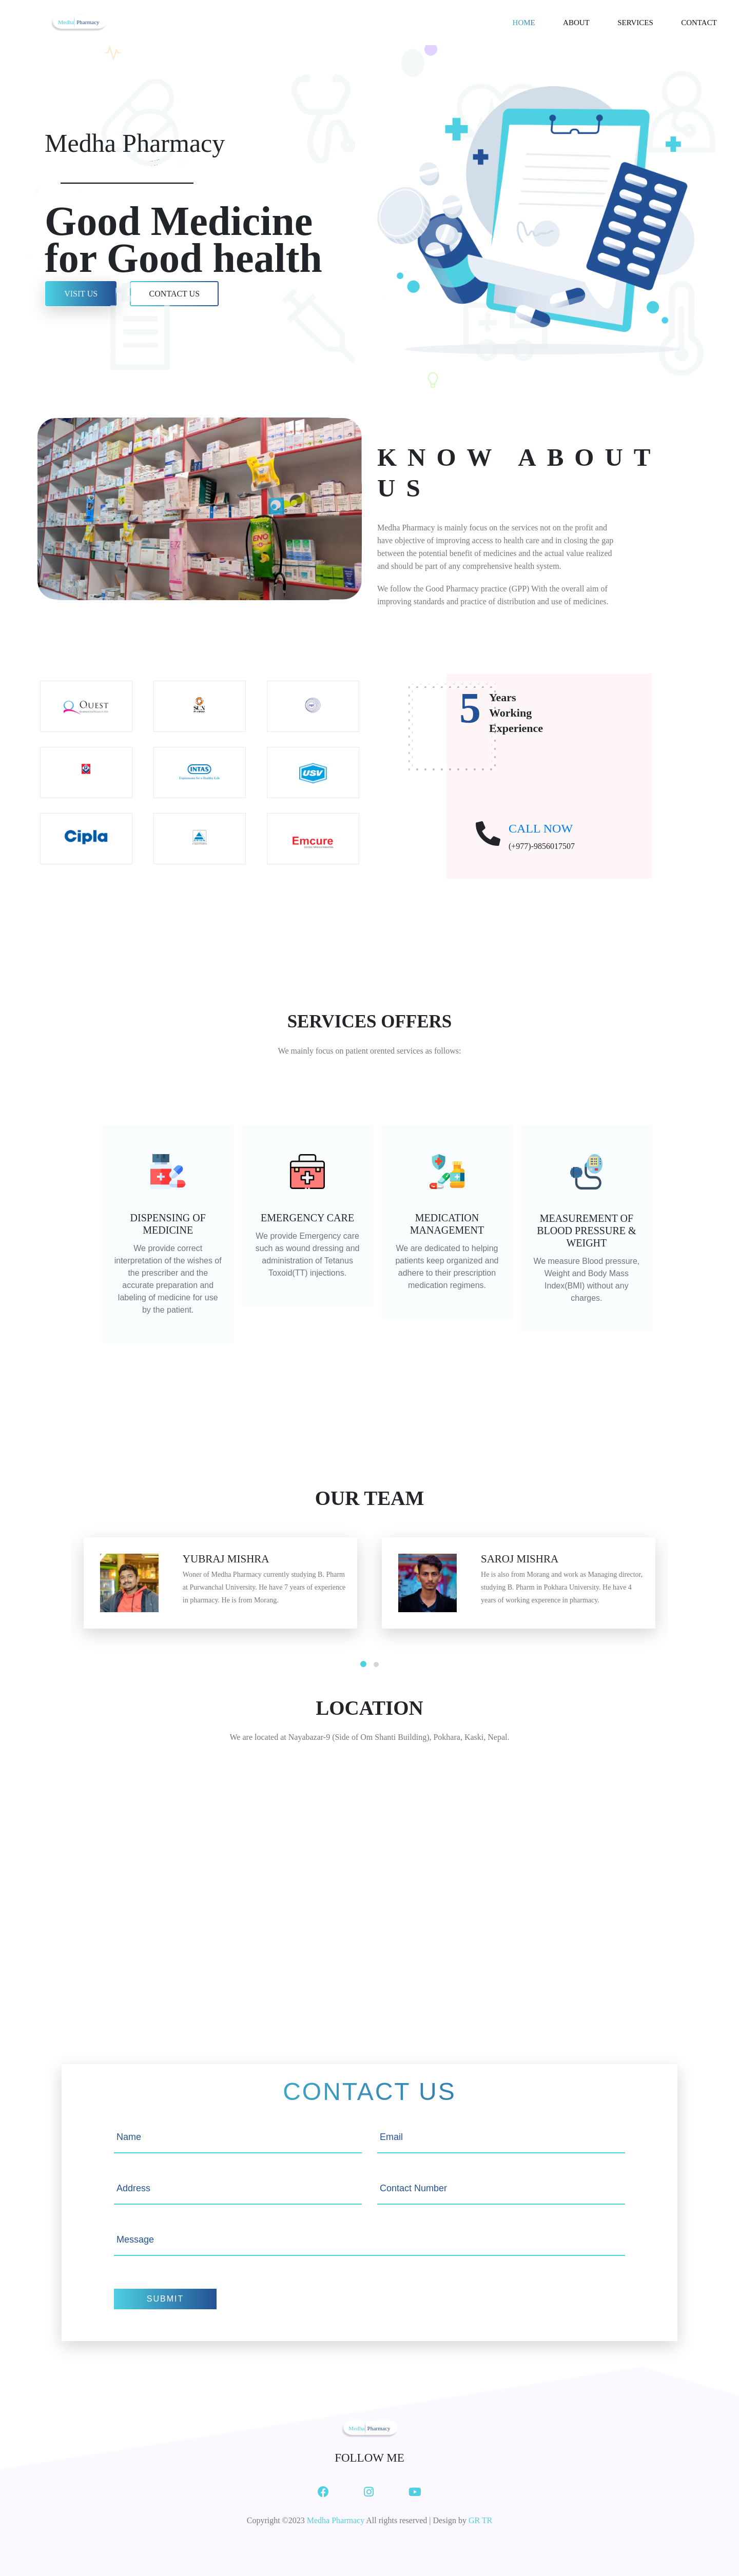 Medha Pharmacy
HOME
ABOUT
SERVICES
CONTACT
Medha Pharmacy
Good Medicine
for Good health
VISIT US
CONTACT US
ENO
KNOW ABOUT
US
Medha Pharmacy is mainly focus on the services not on the profit and
have objective of improving access to health care and in closing the gap
between the potential benefit of medicines and the actual value realized
and should be part of any comprehensive health system.
We follow the Good Pharmacy practice (GPP) With the overall aim of
improving standards and practice of distribution and use of medicines.
QUEST
SUN
INTAS
USV
Cipla
Emcure
5
Years
Working
Experience
CALL NOW
(+977)-9856017507
SERVICES OFFERS
We mainly focus on patient orented services as follows:
DISPENSING OF
MEDICINE
We provide correct
interpretation of the wishes of
the prescriber and the
accurate preparation and
labeling of medicine for use
by the patient.
EMERGENCY CARE
We provide Emergency care
such as wound dressing and
administration of Tetanus
Toxoid(TT) injections.
MEDICATION
MANAGEMENT
We are dedicated to helping
patients keep organized and
adhere to their prescription
medication regimens.
MEASUREMENT OF
BLOOD PRESSURE &
WEIGHT
We measure Blood pressure,
Weight and Body Mass
Index(BMI) without any
charges.
OUR TEAM
YUBRAJ MISHRA
Woner of Medha Pharmacy currently studying B. Pharm
at Purwanchal University. He have 7 years of experience
in pharmacy. He is from Morang.
SAROJ MISHRA
He is also from Morang and work as Managing director,
studying B. Pharm in Pokhara University. He have 4
years of working experence in pharmacy.
LOCATION
We are located at Nayabazar-9 (Side of Om Shanti Building), Pokhara, Kaski, Nepal.
CONTACT US
Name
Email
Address
Contact Number
Message
SUBMIT
Medha Pharmacy
FOLLOW ME
Copyright ©2023 Medha Pharmacy All rights reserved | Design by GR TR